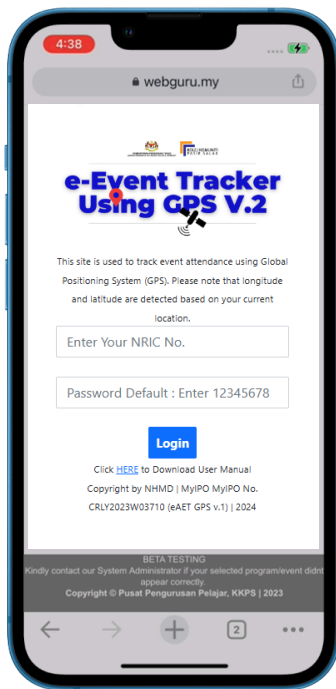 4:38
webguru.my
KOLEJ KOMUNITI
PASIR SALAK
e-Event Tracker
Using GPS V.2
This site is used to track event attendance using Global
Positioning System (GPS). Please note that longitude
and latitude are detected based on your current
location.
Enter Your NRIC No.
Password Default : Enter 12345678
Login
Click HERE to Download User Manual
Copyright by NHMD | MyIPO MyIPO No.
CRLY2023W03710 (eAET GPS v.1) | 2024
BETA TESTING
Kindly contact our System Administrator if your selected program/event didnt
appear correctly.
Copyright © Pusat Pengurusan Pelajar, KKPS | 2023
2